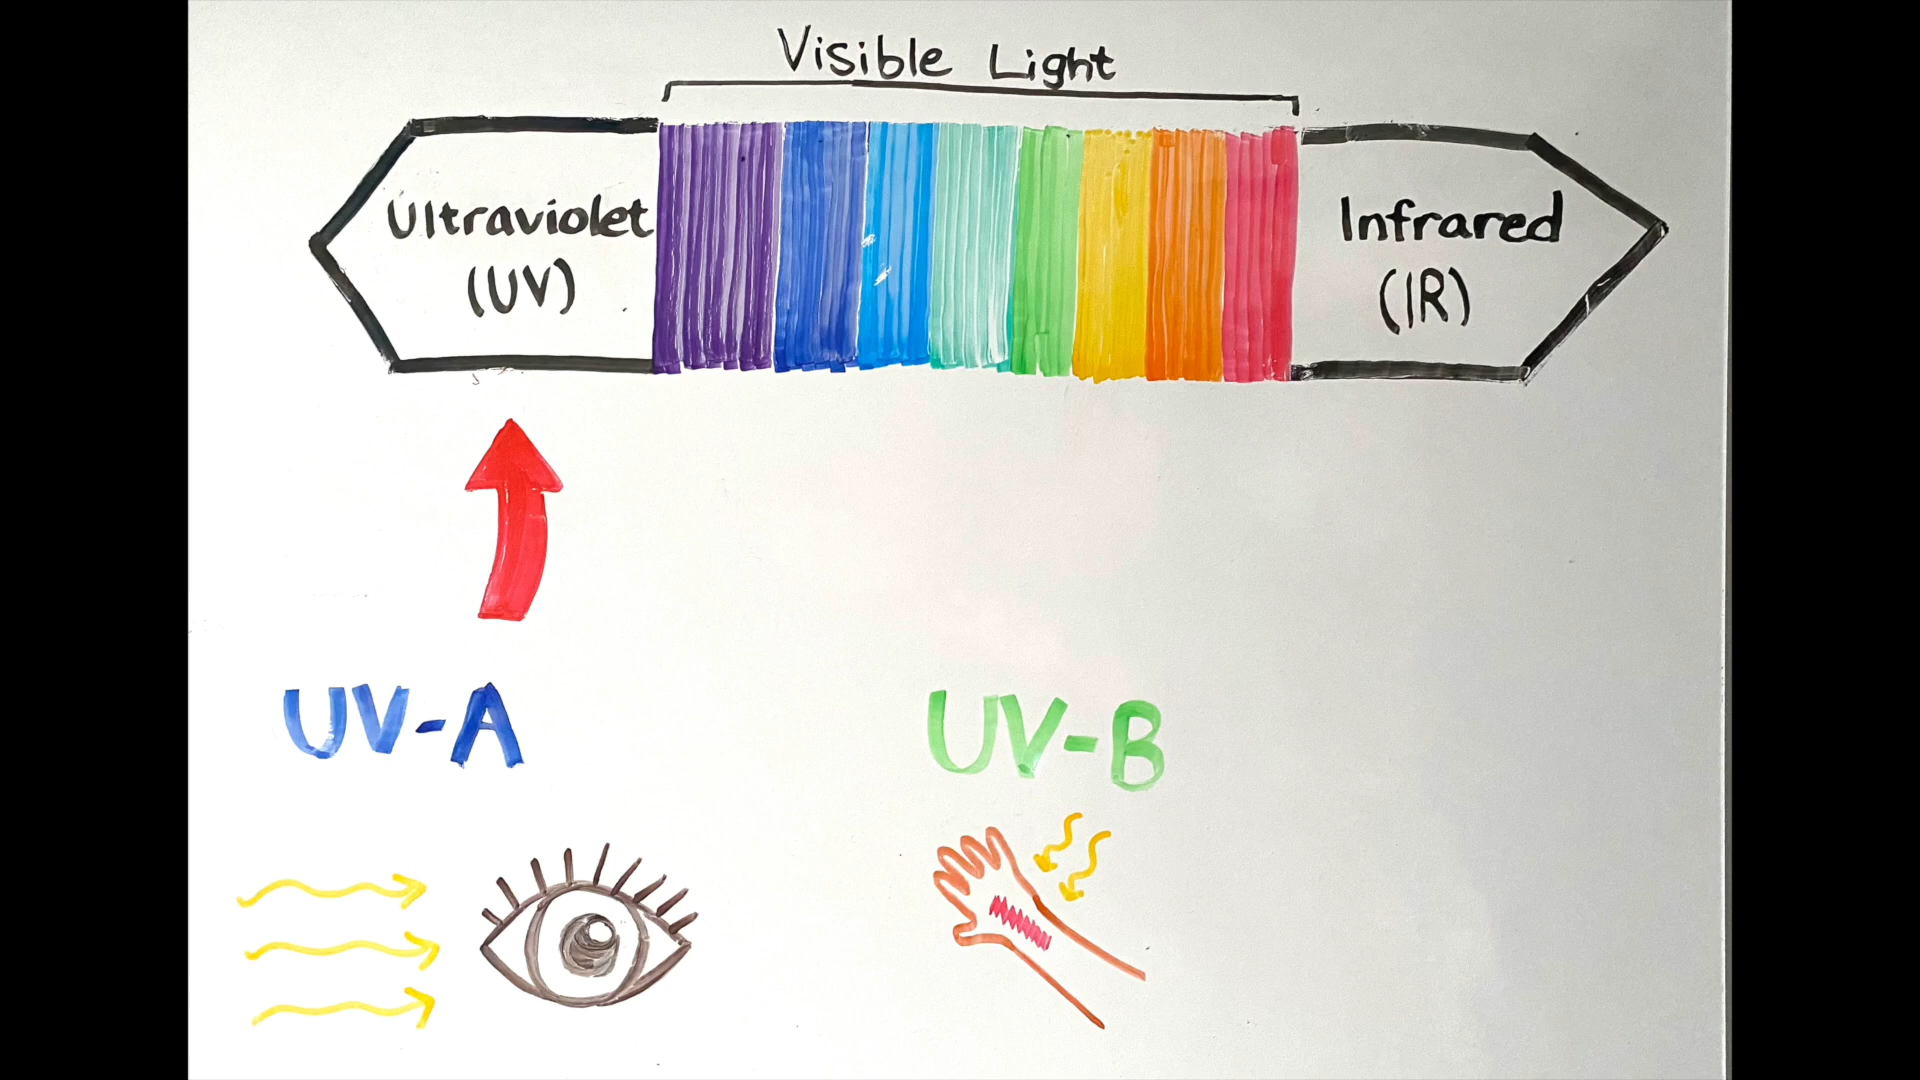 Visible Light
Ultraviolet
(UV)
Infrared
(IR)
UV-A
UV-B